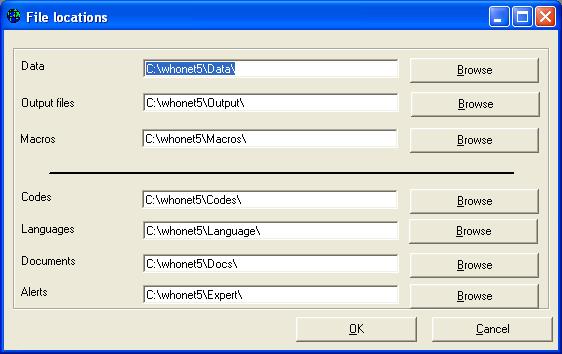 File locations
Data C:\whonet5\Data\ Browse
Output files C:\whonet5\Output\ Browse
Macros C:\whonet5\Macros\ Browse
Codes C:\whonet5\Codes\ Browse
Languages C:\whonet5\Language\ Browse
Documents C:\whonet5\Docs\ Browse
Alerts C:\whonet5\Expert\ Browse
OK Cancel